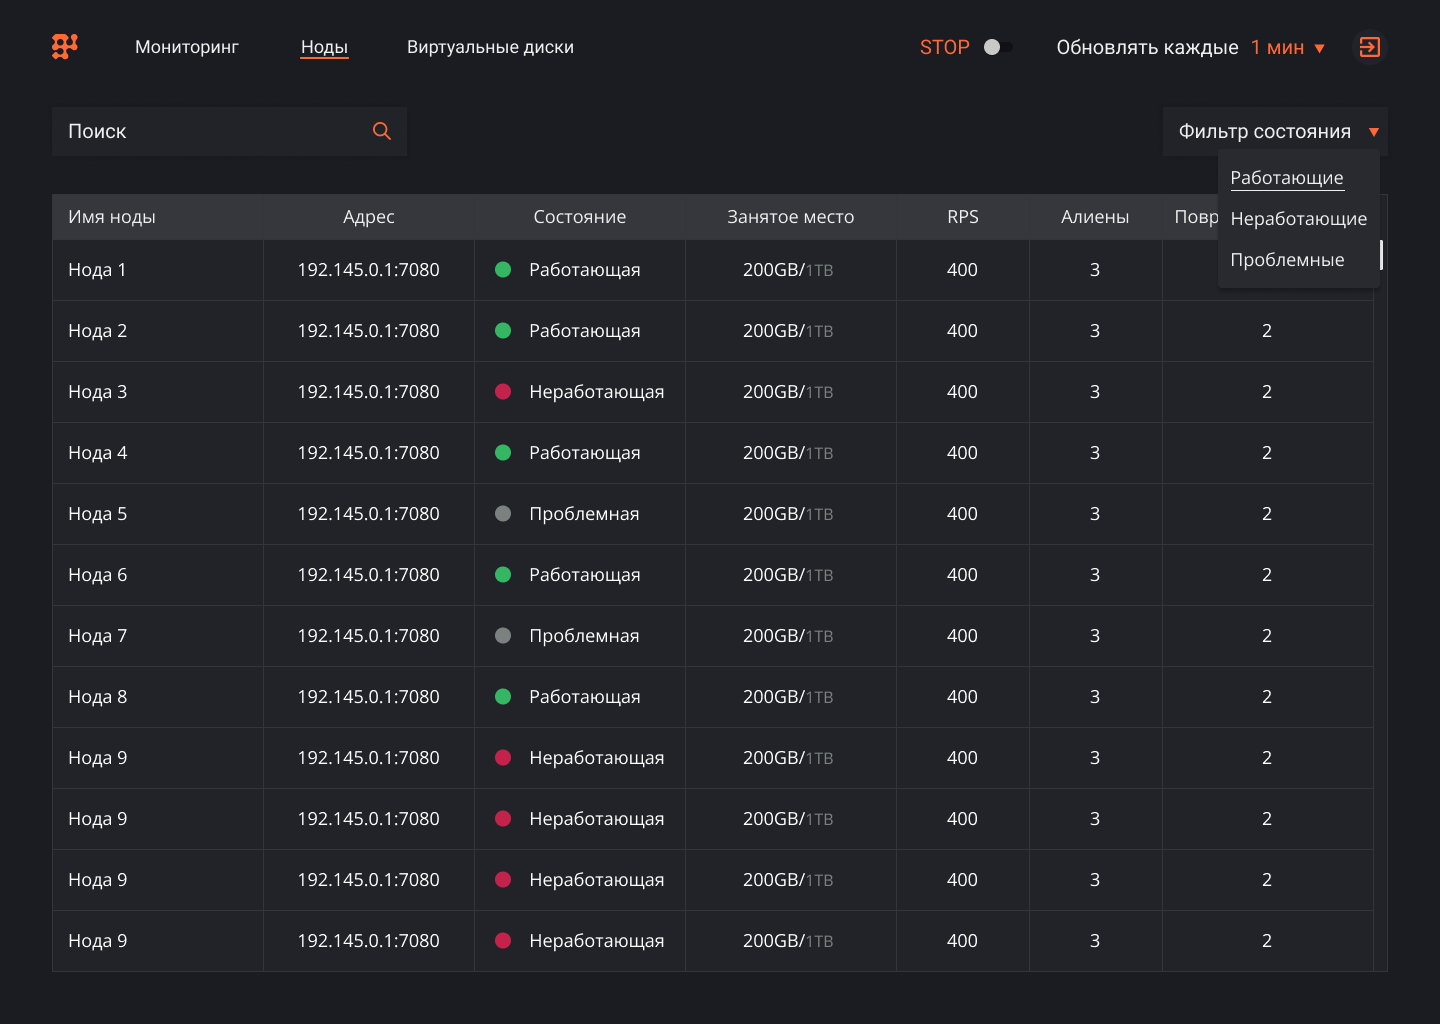 Мониторинг Ноды Виртуальные диски STOP Обновлять каждые 1 мин
Поиск Фильтр состояния
Работающие
Неработающие
Проблемные
Имя ноды Адрес Состояние Занятое место RPS Алиены
Нода 1 192.145.0.1:7080 Работающая 200GB/1TB 400 3
Нода 2 192.145.0.1:7080 Работающая 200GB/1TB 400 3 2
Нода 3 192.145.0.1:7080 Неработающая 200GB/1TB 400 3 2
Нода 4 192.145.0.1:7080 Работающая 200GB/1TB 400 3 2
Нода 5 192.145.0.1:7080 Проблемная 200GB/1TB 400 3 2
Нода 6 192.145.0.1:7080 Работающая 200GB/1TB 400 3 2
Нода 7 192.145.0.1:7080 Проблемная 200GB/1TB 400 3 2
Нода 8 192.145.0.1:7080 Работающая 200GB/1TB 400 3 2
Нода 9 192.145.0.1:7080 Неработающая 200GB/1TB 400 3 2
Нода 9 192.145.0.1:7080 Неработающая 200GB/1TB 400 3 2
Нода 9 192.145.0.1:7080 Неработающая 200GB/1TB 400 3 2
Нода 9 192.145.0.1:7080 Неработающая 200GB/1TB 400 3 2